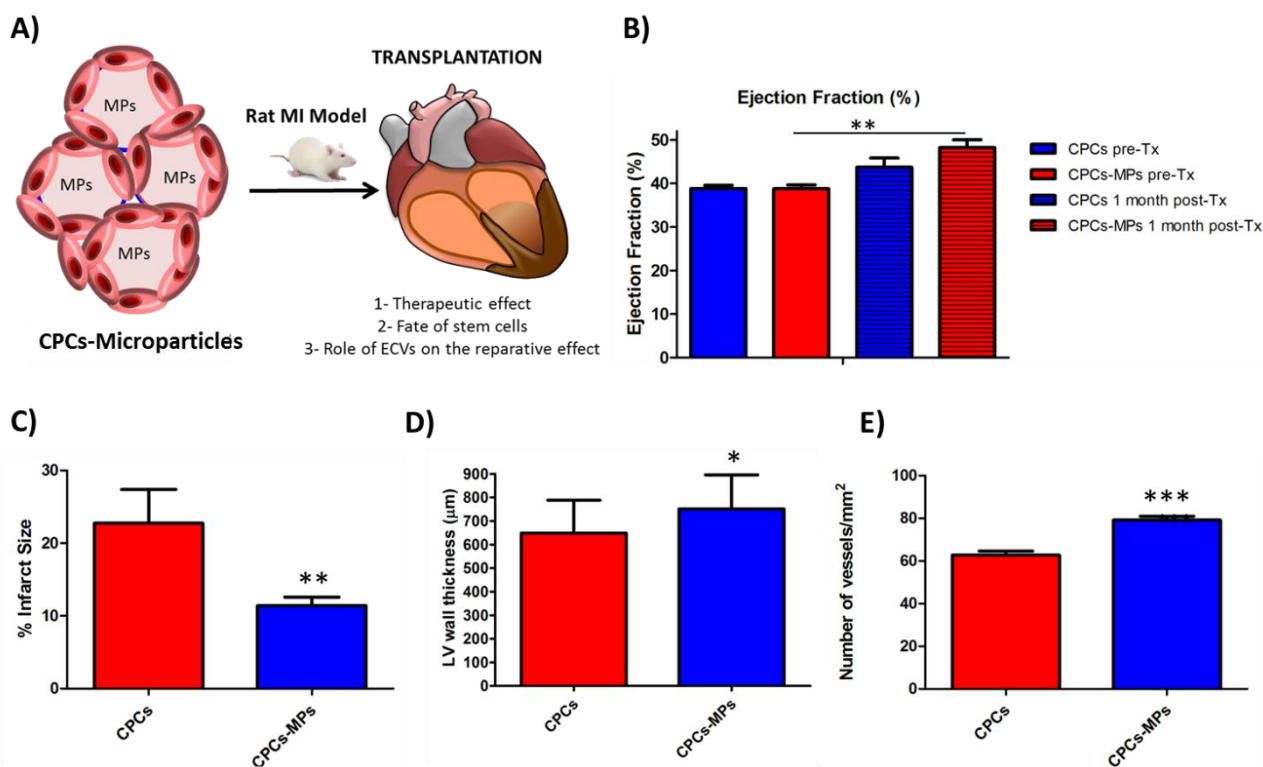 A)
MPs
MPs
MPs
MPs
CPCs-Microparticles
Rat MI Model
TRANSPLANTATION
1- Therapeutic effect
2- Fate of stem cells
3- Role of ECVs on the reparative effect
B)
Ejection Fraction (%)
**
Ejection Fraction (%)
50
40
30
20
10
0
CPCs pre-Tx
CPCs-MPs pre-Tx
CPCs 1 month post-Tx
CPCs-MPs 1 month post-Tx
C)
% Infarct Size
30
20
10
0
**
CPCs
CPCs-MPs
D)
LV wall thickness (µm)
900
800
700
600
500
400
300
200
100
0
*
CPCs
CPCs-MPs
E)
Number of vessels/mm²
100
80
60
40
20
0
***
CPCs
CPCs-MPs